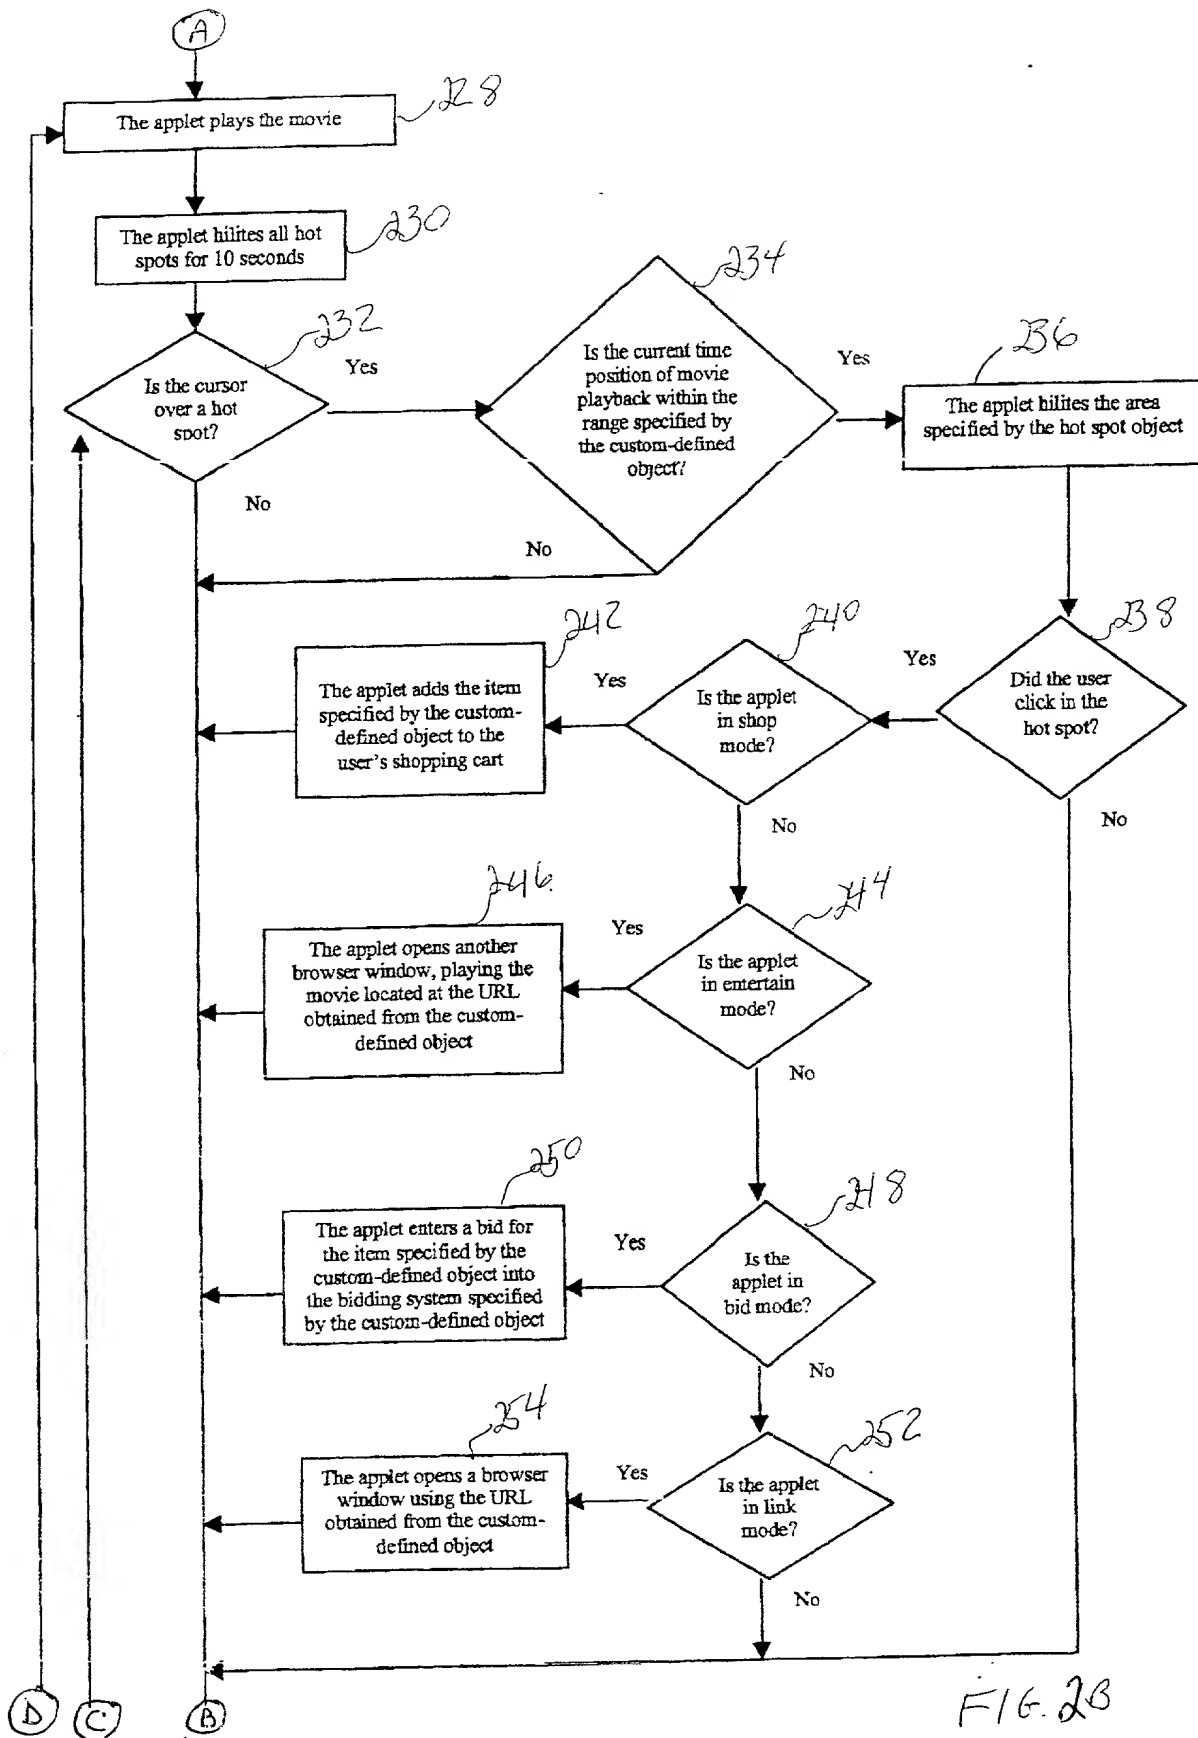 A
The applet plays the movie
228
The applet hilites all hot
spots for 10 seconds
230
232
Is the cursor
over a hot
spot?
Yes
No
234
Is the current time
position of movie
playback within the
range specified by
the custom-defined
object?
Yes
No
236
The applet hilites the area
specified by the hot spot object
238
Did the user
click in the
hot spot?
Yes
No
240
Is the applet
in shop
mode?
Yes
No
242
The applet adds the item
specified by the custom-
defined object to the
user's shopping cart
244
Is the applet
in entertain
mode?
Yes
No
246
The applet opens another
browser window, playing the
movie located at the URL
obtained from the custom-
defined object
248
Is the
applet in
bid mode?
Yes
No
250
The applet enters a bid for
the item specified by the
custom-defined object into
the bidding system specified
by the custom-defined object
252
Is the applet
in link
mode?
Yes
No
254
The applet opens a browser
window using the URL
obtained from the custom-
defined object
D
C
B
FIG. 2B